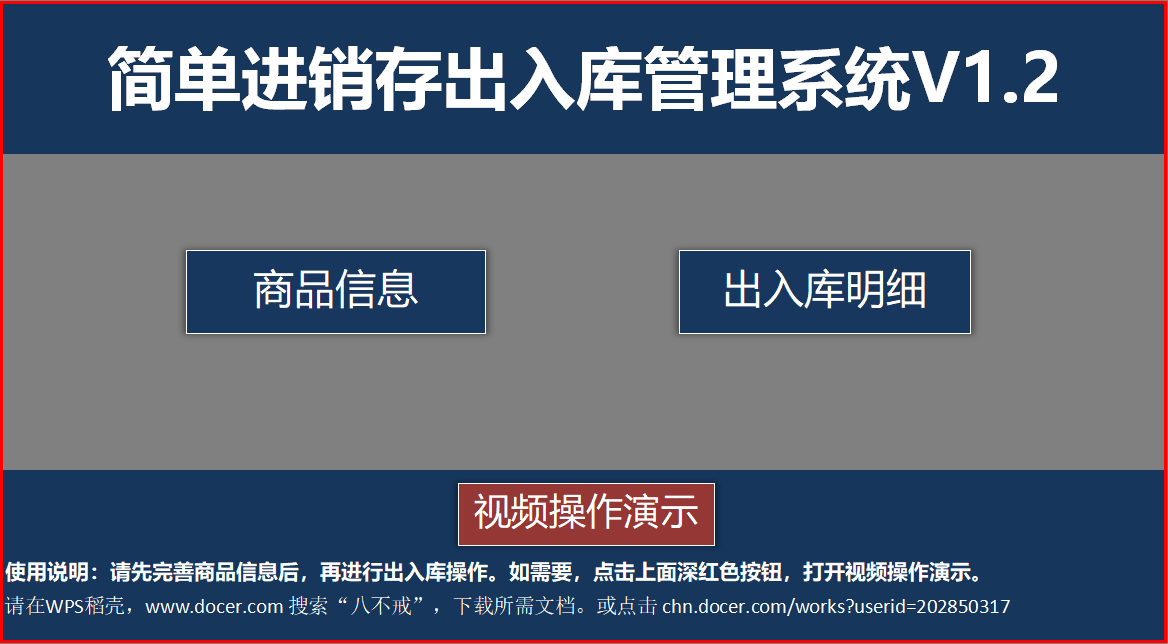 简单进销存出入库管理系统V1.2
商品信息
出入库明细
视频操作演示
使用说明：请先完善商品信息后，再进行出入库操作。如需要，点击上面深红色按钮，打开视频操作演示。
请在WPS稻壳，www.docer.com 搜索“八不戒”，下载所需文档。或点击 chn.docer.com/works?userid=202850317